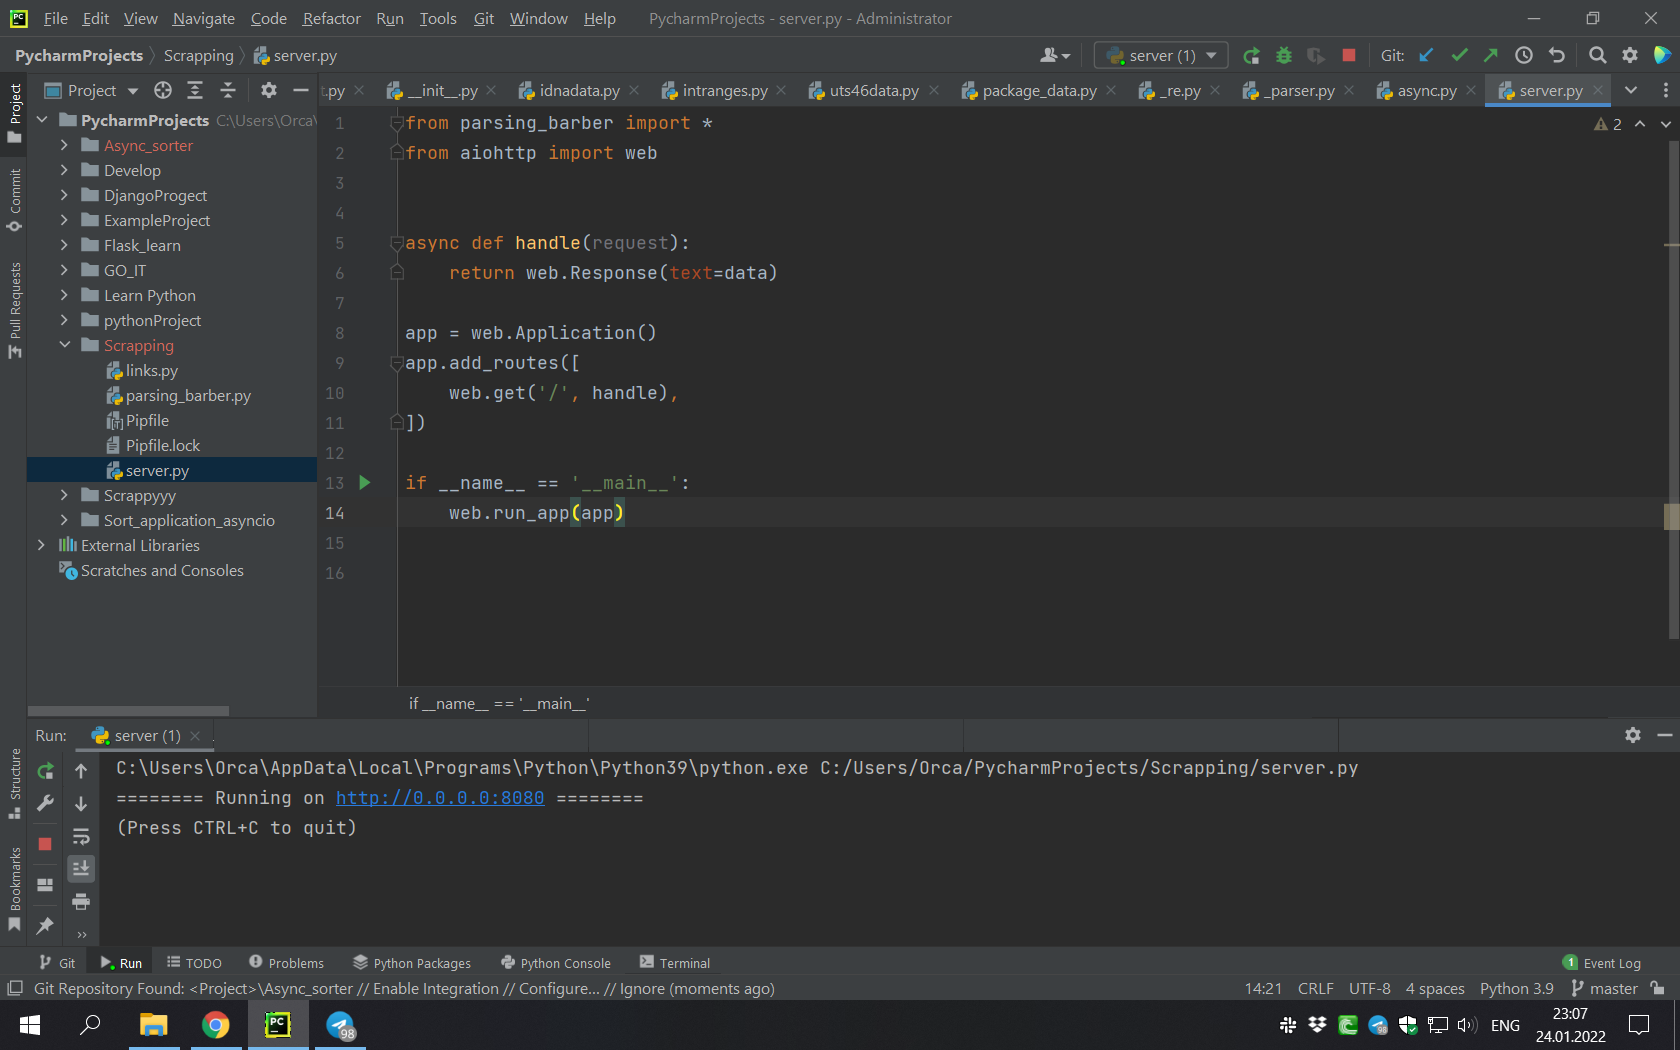 File Edit View Navigate Code Refactor Run Tools Git Window Help PycharmProjects - server.py - Administrator
PycharmProjects Scrapping server.py server (1) Git:
Project
Commit
Pull Requests
Structure
Bookmarks
Project t.py __init__.py idnadata.py intranges.py uts46data.py package_data.py _re.py _parser.py async.py server.py
PycharmProjects C:\Users\Orca\
Async_sorter
Develop
DjangoProgect
ExampleProject
Flask_learn
GO_IT
Learn Python
pythonProject
Scrapping
links.py
parsing_barber.py
Pipfile
Pipfile.lock
server.py
Scrappyyy
Sort_application_asyncio
External Libraries
Scratches and Consoles
2
1 from parsing_barber import *
2 from aiohttp import web
3
4
5 async def handle(request):
6 return web.Response(text=data)
7
8 app = web.Application()
9 app.add_routes([
10 web.get('/', handle),
11 ])
12
13 if __name__ == '__main__':
14 web.run_app(app)
15
16
if __name__ == '__main__'
Run: server (1)
C:\Users\Orca\AppData\Local\Programs\Python\Python39\python.exe C:/Users/Orca/PycharmProjects/Scrapping/server.py
======== Running on http://0.0.0.0:8080 ========
(Press CTRL+C to quit)
Git Run TODO Problems Python Packages Python Console Terminal 1 Event Log
Git Repository Found: <Project>\Async_sorter // Enable Integration // Configure... // Ignore (moments ago) 14:21 CRLF UTF-8 4 spaces Python 3.9 master
PC 98 98 ENG 23:07
24.01.2022